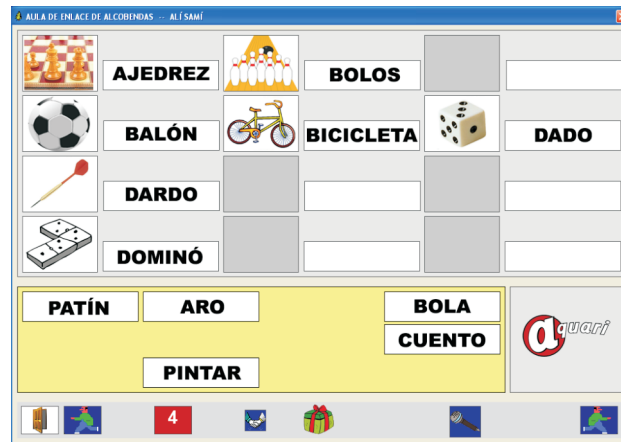 AULA DE ENLACE DE ALCOBENDAS -- ALÍ SAMÍ
AJEDREZ BOLOS
BALÓN BICICLETA DADO
DARDO
DOMINÓ
PATÍN ARO BOLA
CUENTO
PINTAR
aquari
4